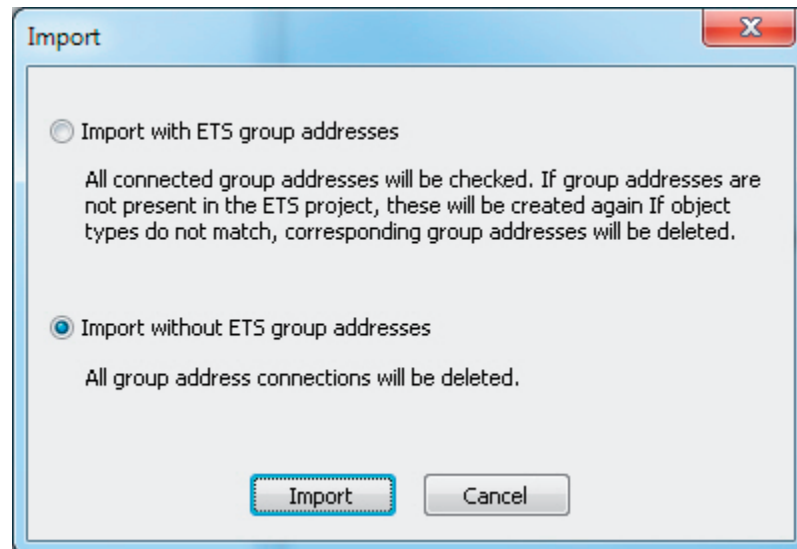 Import
Import with ETS group addresses
All connected group addresses will be checked. If group addresses are
not present in the ETS project, these will be created again If object
types do not match, corresponding group addresses will be deleted.
Import without ETS group addresses
All group address connections will be deleted.
Import
Cancel